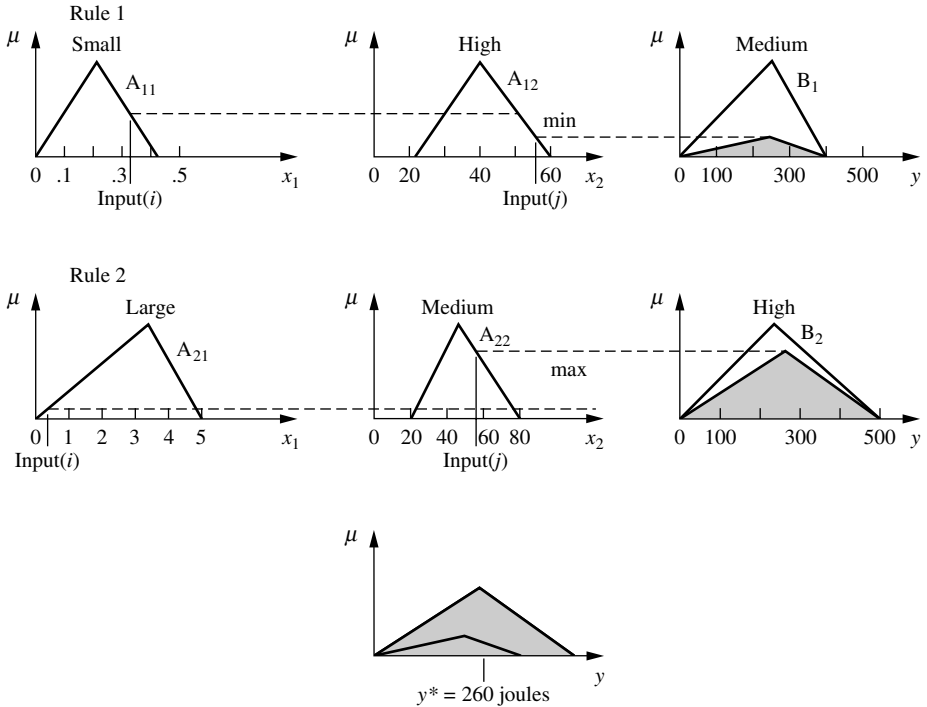 Rule 1
μ Small A₁₁ 0 .1 .3 .5 x₁ Input(i)
μ High A₁₂ min 0 20 40 60 x₂ Input(j)
μ Medium B₁ 0 100 300 500 y
Rule 2
μ Large A₂₁ 0 1 2 3 4 5 x₁ Input(i)
μ Medium A₂₂ max 0 20 40 60 80 x₂ Input(j)
μ High B₂ 0 100 300 500 y
μ y
y* = 260 joules